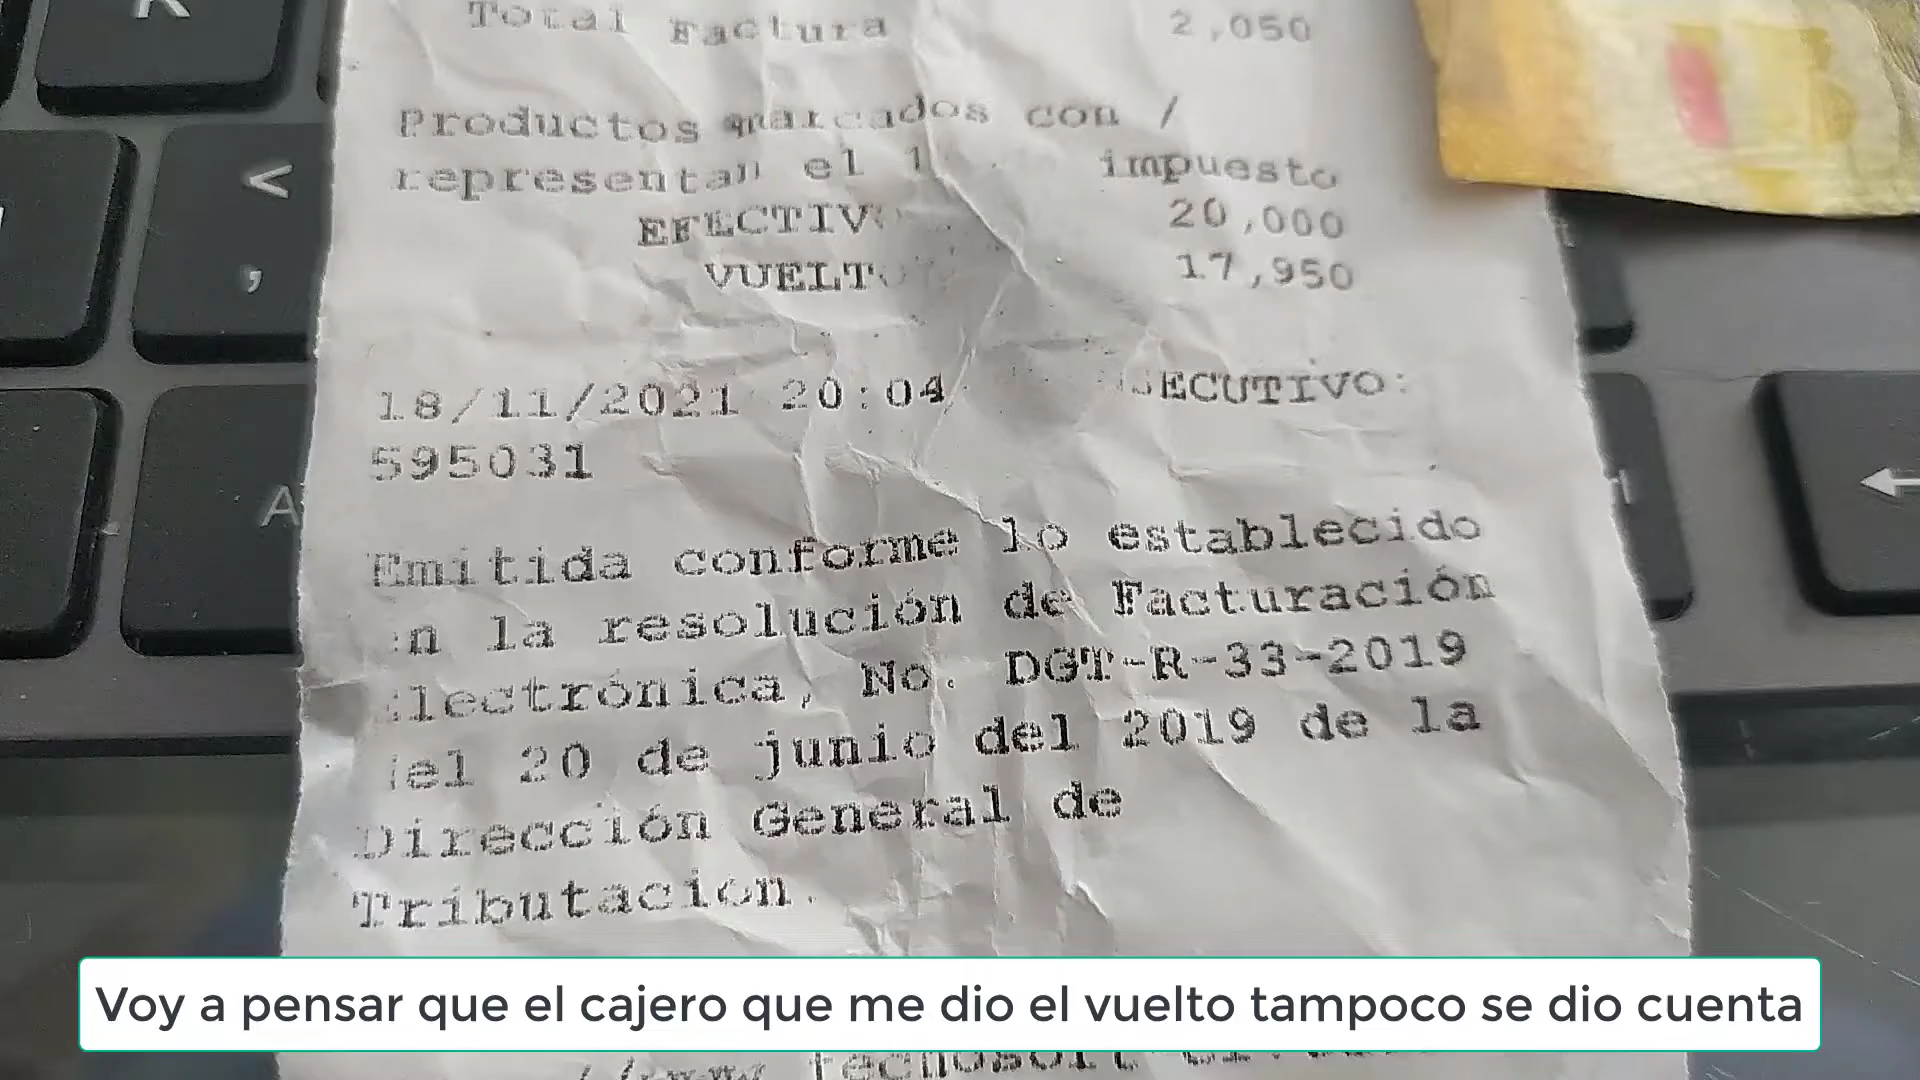 Total Factura 2,050
Productos marcados con /
representan el 1 impuesto
EFECTIVO 20,000
VUELTO 17,950
18/11/2021 20:04 SECUTIVO:
595031
Emitida conforme lo establecido
en la resolución de Facturación
Electrónica, No. DGT-R-33-2019
del 20 de junio del 2019 de la
Dirección General de
Tributación.
Voy a pensar que el cajero que me dio el vuelto tampoco se dio cuenta
K
<
,
A